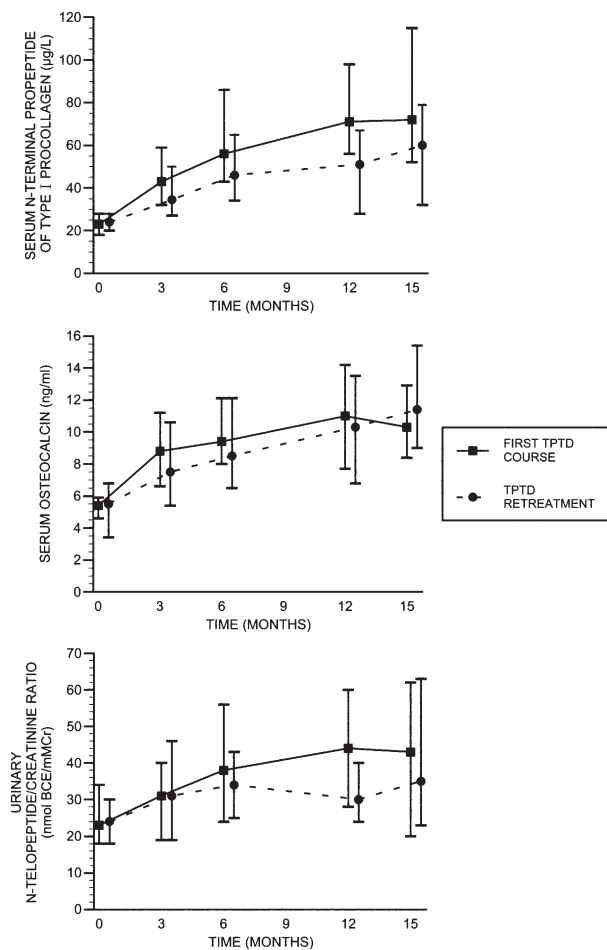 SERUM N-TERMINAL PROPEPTIDE
OF TYPE I PROCOLLAGEN (µg/L)
120
100
80
60
40
20
0
0 3 6 9 12 15
TIME (MONTHS)
SERUM OSTEOCALCIN (ng/ml)
16
14
12
10
8
6
4
2
0
0 3 6 9 12 15
TIME (MONTHS)
FIRST TPTD
COURSE
TPTD
RETREATMENT
URINARY
N-TELOPEPTIDE/CREATININE RATIO
(nmol BCE/mMCr)
70
60
50
40
30
20
10
0
0 3 6 9 12 15
TIME (MONTHS)